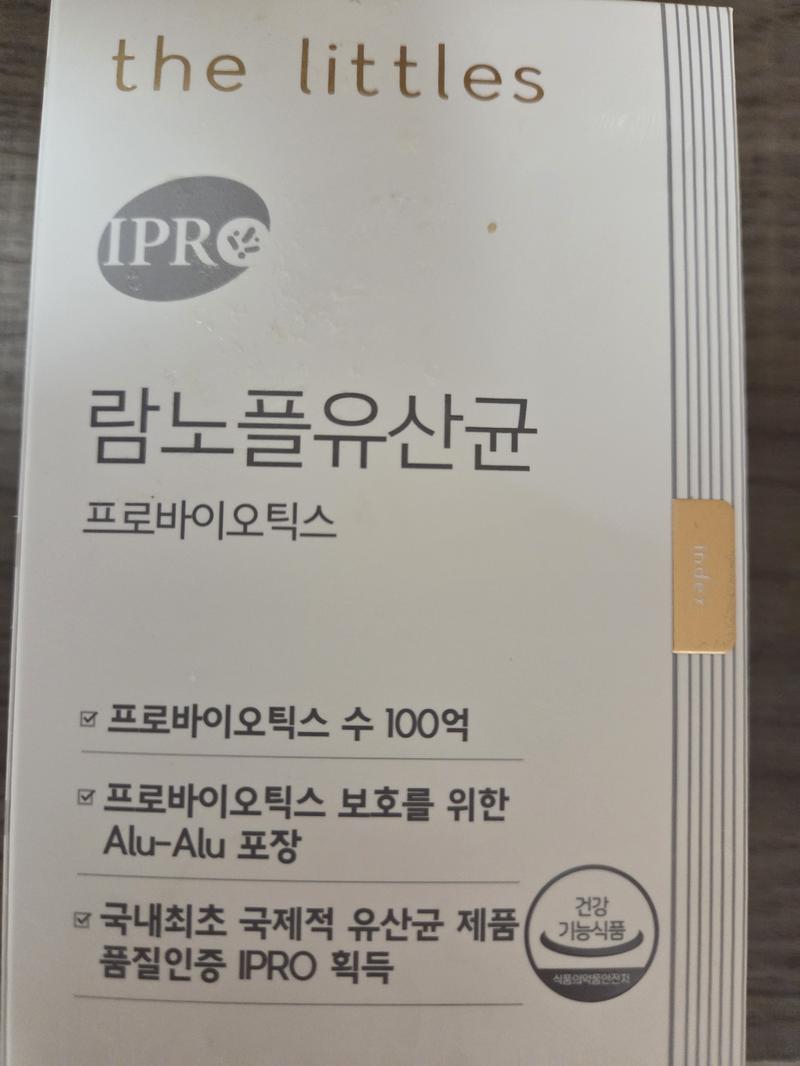 the littles
IPRO
람노플유산균
프로바이오틱스
index
프로바이오틱스 수 100억
프로바이오틱스 보호를 위한
Alu-Alu 포장
국내최초 국제적 유산균 제품
품질인증 IPRO 획득
건강
기능식품
식품의약품안전처